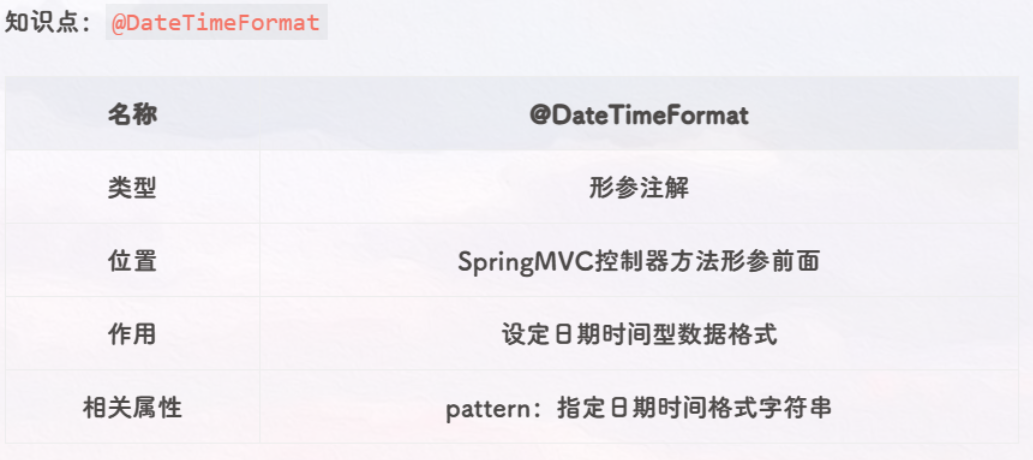 知识点：@DateTimeFormat
名称 @DateTimeFormat
类型 形参注解
位置 SpringMVC控制器方法形参前面
作用 设定日期时间型数据格式
相关属性 pattern：指定日期时间格式字符串